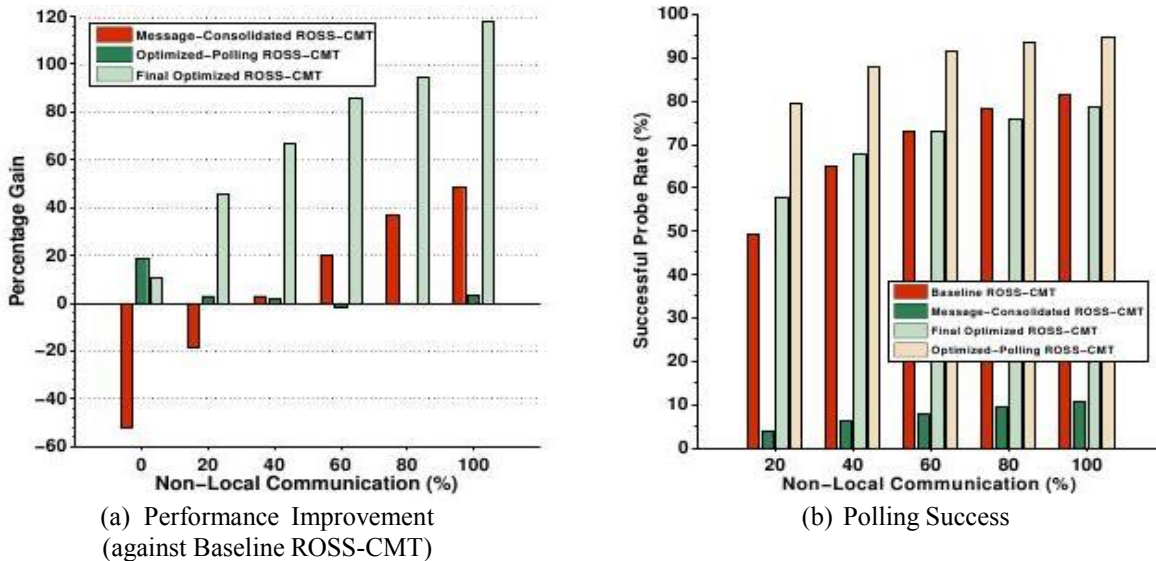 120
100
80
60
40
20
0
−20
−40
−60
Percentage Gain
Message−Consolidated ROSS−CMT
Optimized−Polling ROSS−CMT
Final Optimized ROSS−CMT
0 20 40 60 80 100
Non−Local Communication (%)
(a) Performance Improvement
(against Baseline ROSS-CMT)
100
90
80
70
60
50
40
30
20
10
0
Successful Probe Rate (%)
Baseline ROSS−CMT
Message−Consolidated ROSS−CMT
Final Optimized ROSS−CMT
Optimized−Polling ROSS−CMT
20 40 60 80 100
Non−Local Communication (%)
(b) Polling Success